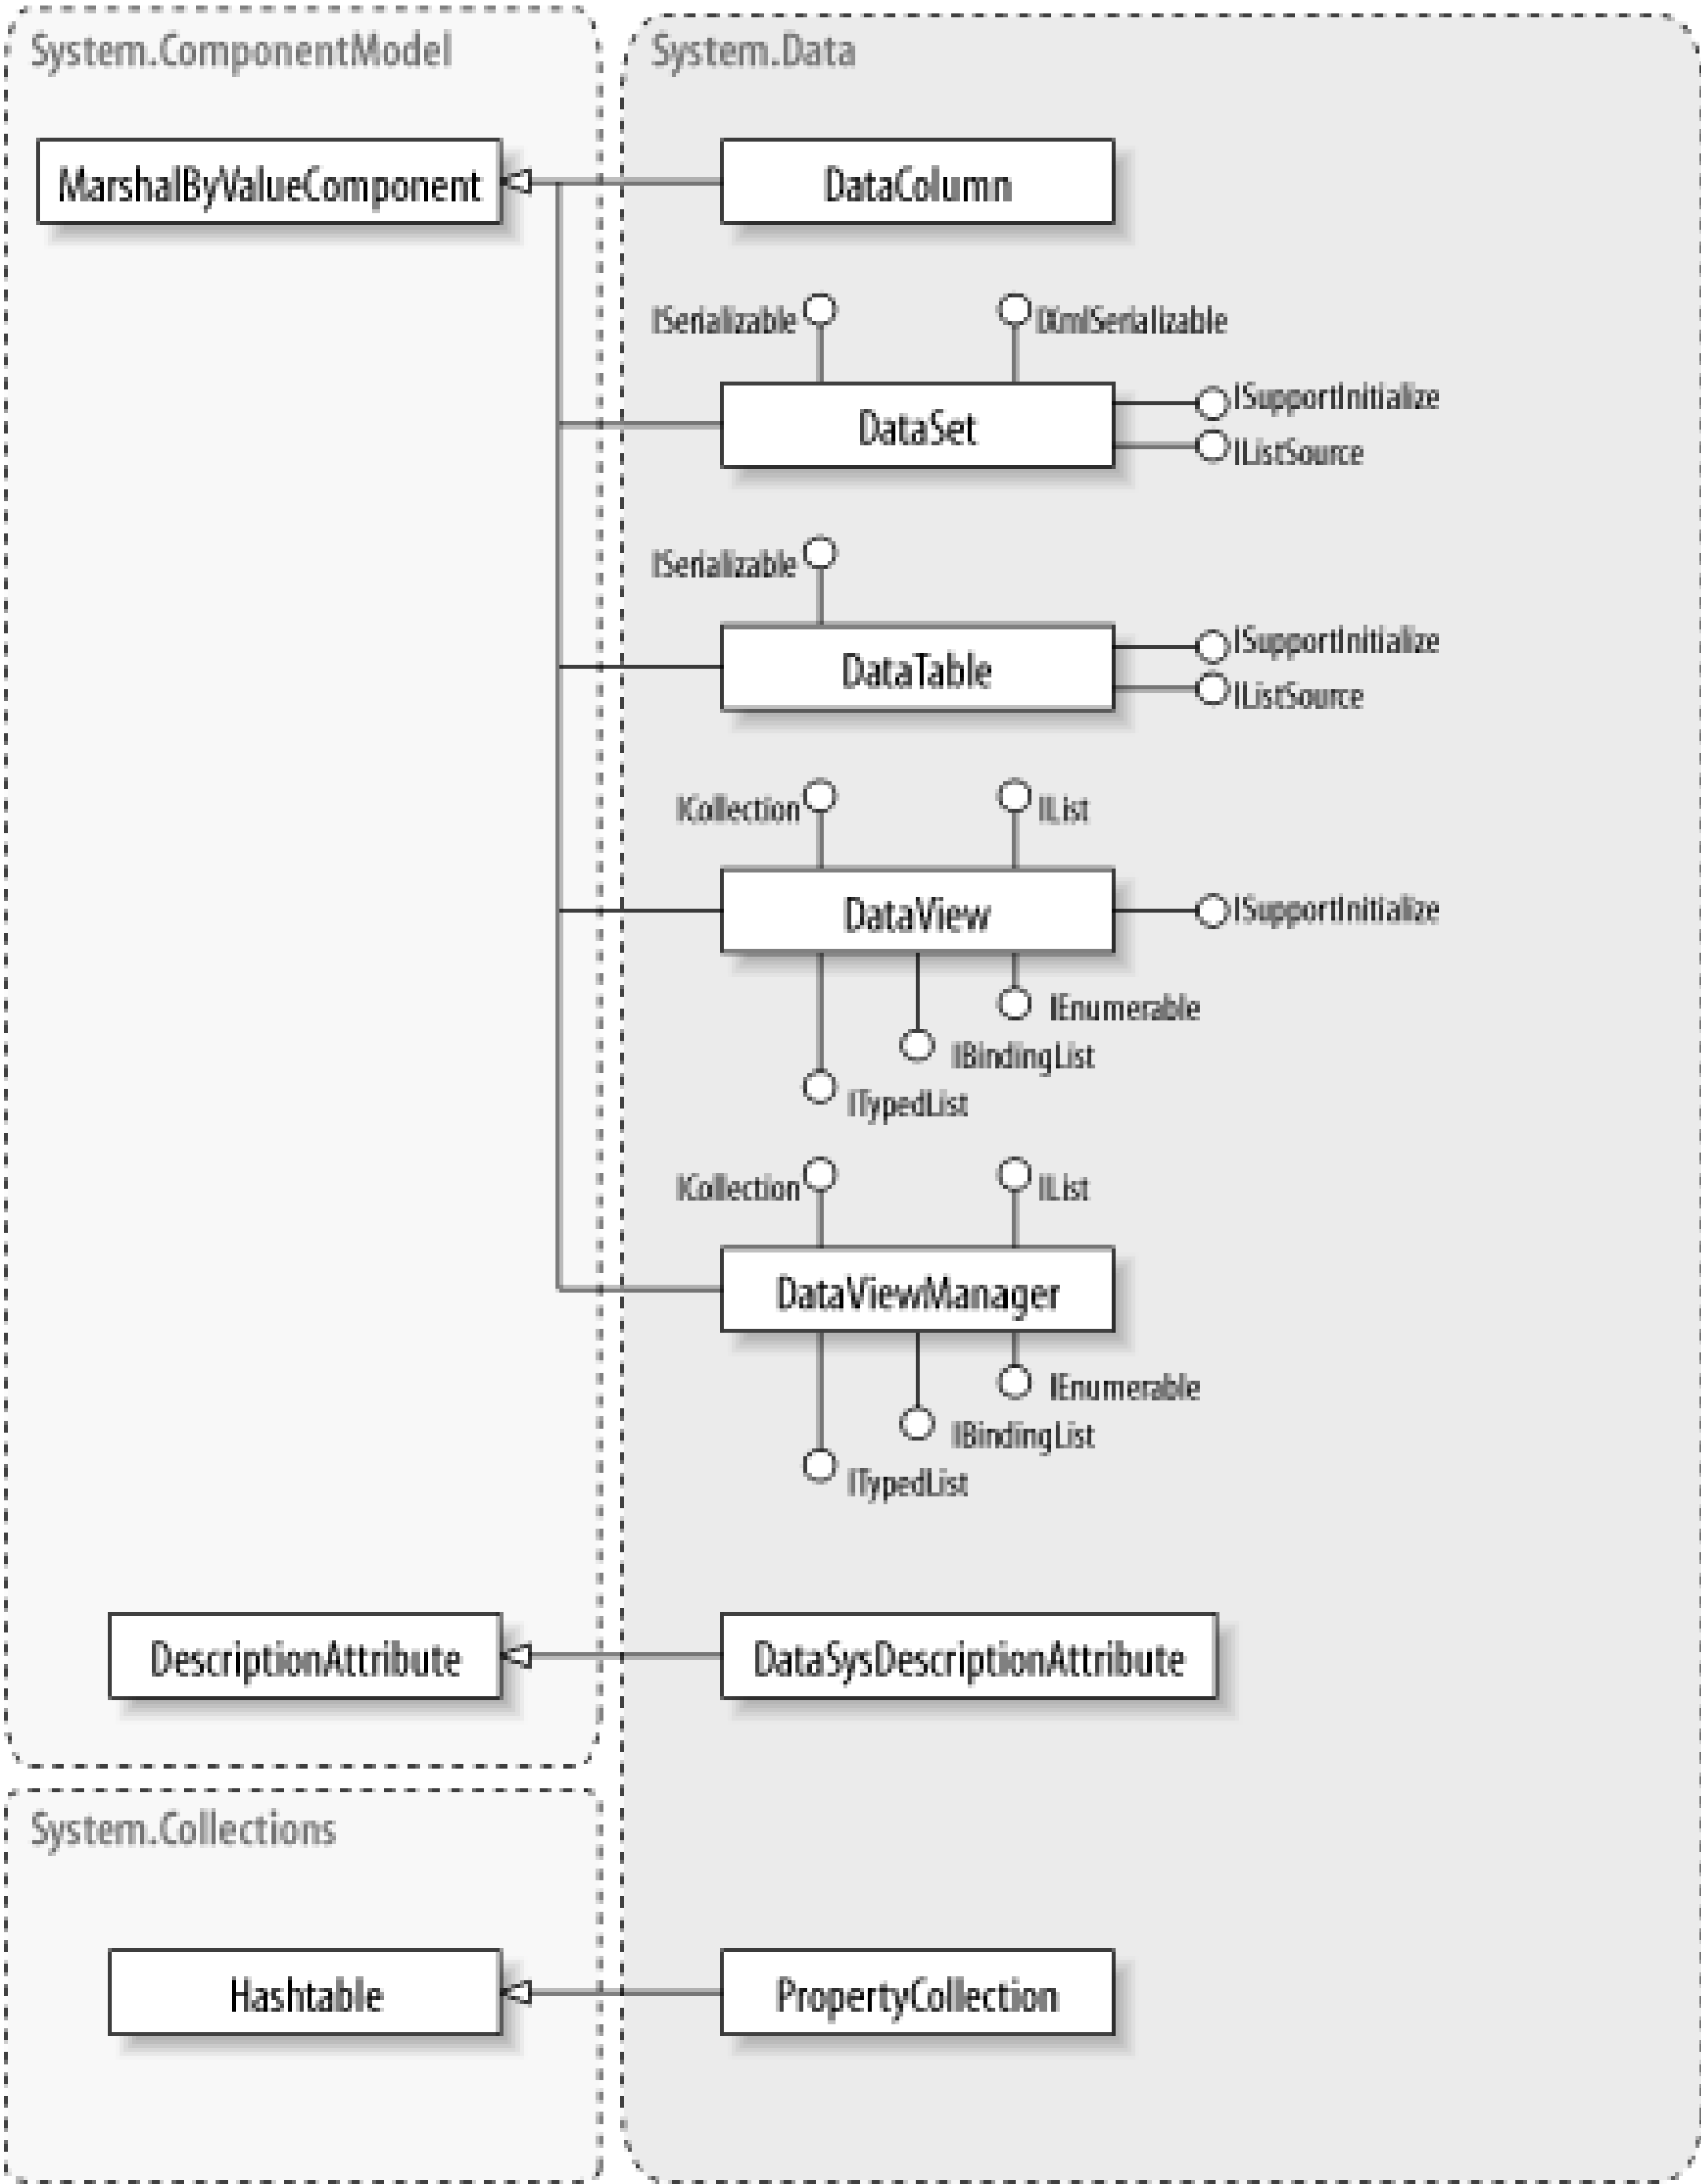 System.ComponentModel
System.Data
MarshalByValueComponent
DataColumn
ISerializable
IXmlSerializable
DataSet
ISupportInitialize
IListSource
ISerializable
DataTable
ISupportInitialize
IListSource
ICollection
IList
DataView
ISupportInitialize
IEnumerable
IBindingList
ITypedList
ICollection
IList
DataViewManager
IEnumerable
IBindingList
ITypedList
DescriptionAttribute
DataSysDescriptionAttribute
System.Collections
Hashtable
PropertyCollection